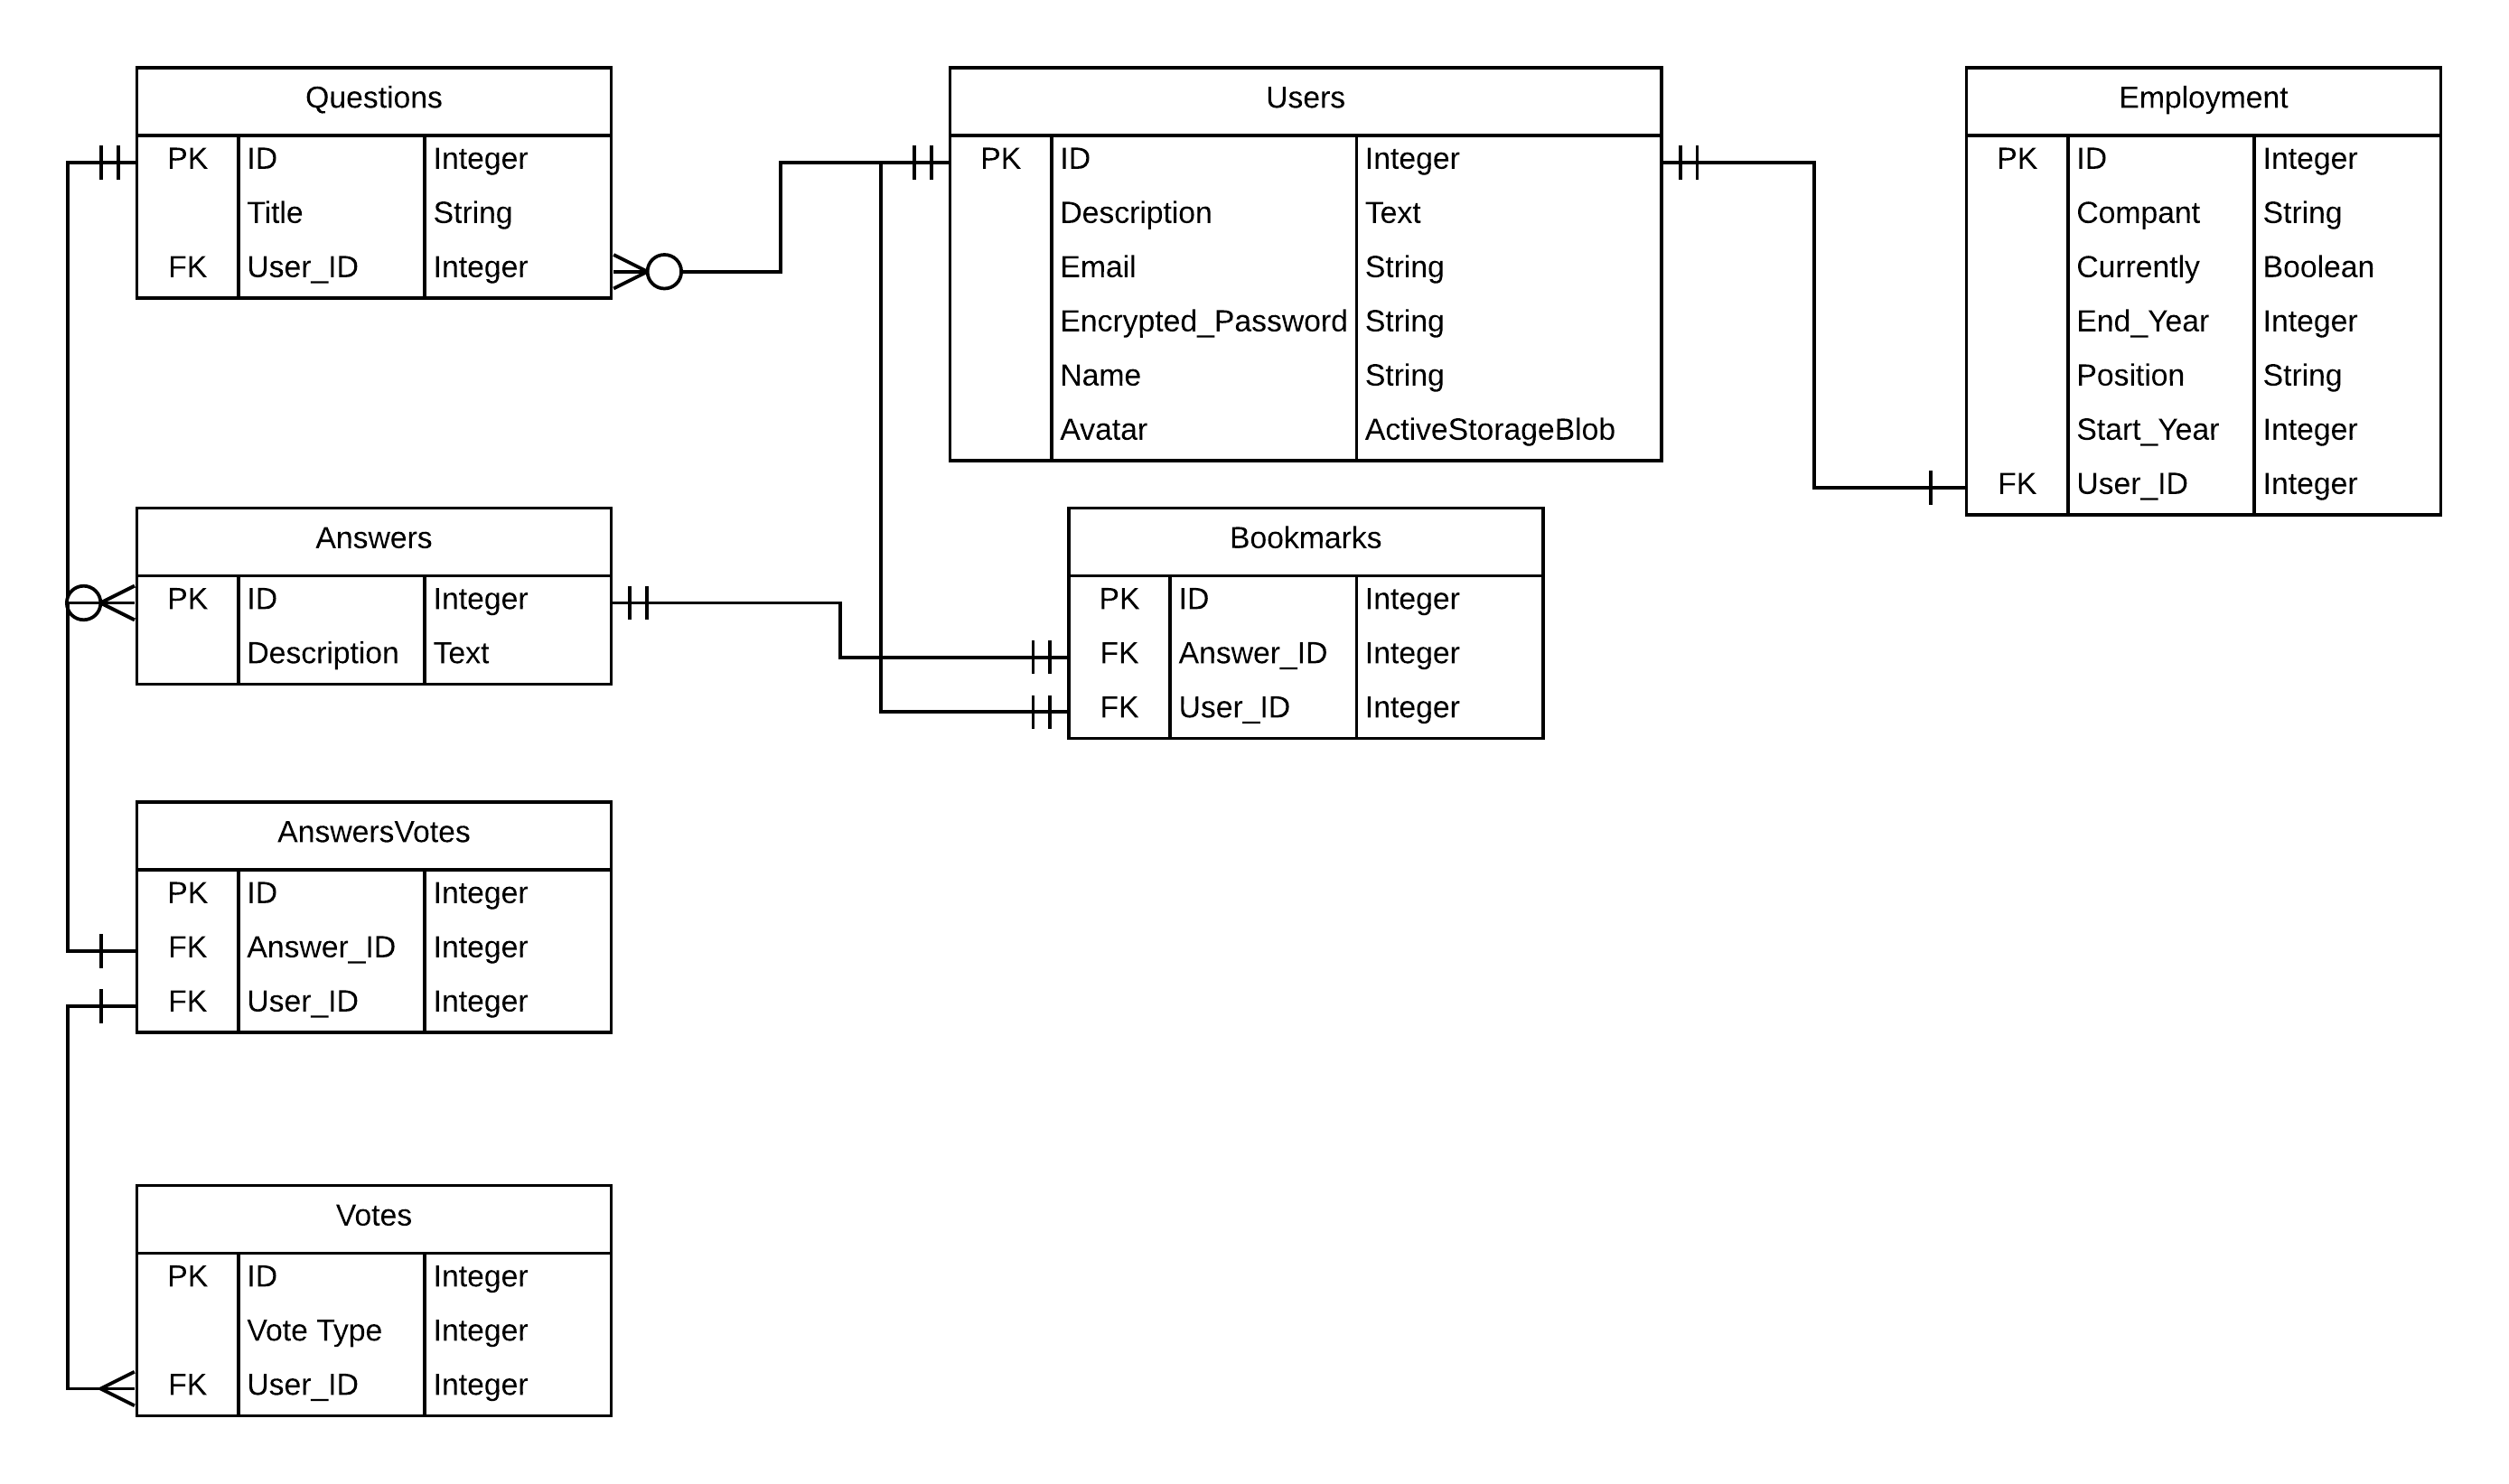 Questions
PK ID Integer
Title String
FK User_ID Integer
Users
PK ID Integer
Description Text
Email String
Encrypted_Password String
Name String
Avatar ActiveStorageBlob
Employment
PK ID Integer
Compant String
Currently Boolean
End_Year Integer
Position String
Start_Year Integer
FK User_ID Integer
Answers
PK ID Integer
Description Text
Bookmarks
PK ID Integer
FK Answer_ID Integer
FK User_ID Integer
AnswersVotes
PK ID Integer
FK Answer_ID Integer
FK User_ID Integer
Votes
PK ID Integer
Vote Type Integer
FK User_ID Integer